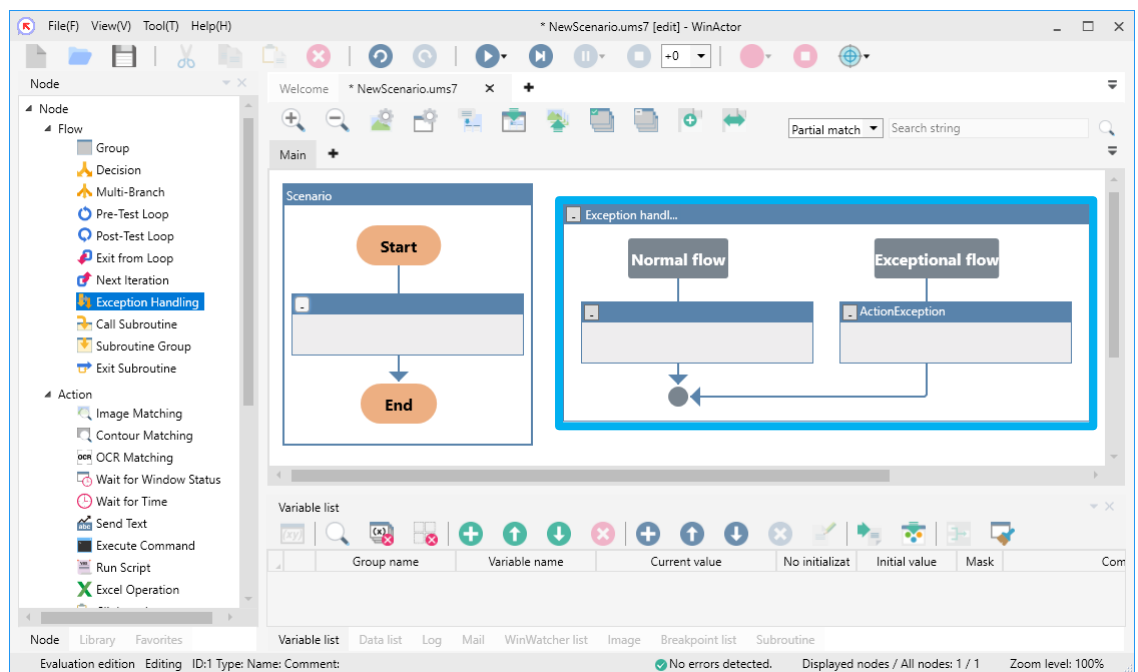 File(F) View(V) Tool(T) Help(H)
* NewScenario.ums7 [edit] - WinActor
+0
Node
Welcome * NewScenario.ums7
Node
Flow
Group
Decision
Multi-Branch
Pre-Test Loop
Post-Test Loop
Exit from Loop
Next Iteration
Exception Handling
Call Subroutine
Subroutine Group
Exit Subroutine
Action
Image Matching
Contour Matching
OCR Matching
Wait for Window Status
Wait for Time
Send Text
Execute Command
Run Script
Excel Operation
Node Library Favorites
Partial match Search string
Main
Scenario
Start
End
Exception handl...
Normal flow
Exceptional flow
ActionException
Variable list
Group name Variable name Current value No initializat Initial value Mask Com
Variable list Data list Log Mail WinWatcher list Image Breakpoint list Subroutine
Evaluation edition Editing ID:1 Type: Name: Comment: No errors detected. Displayed nodes / All nodes: 1 / 1 Zoom level: 100%